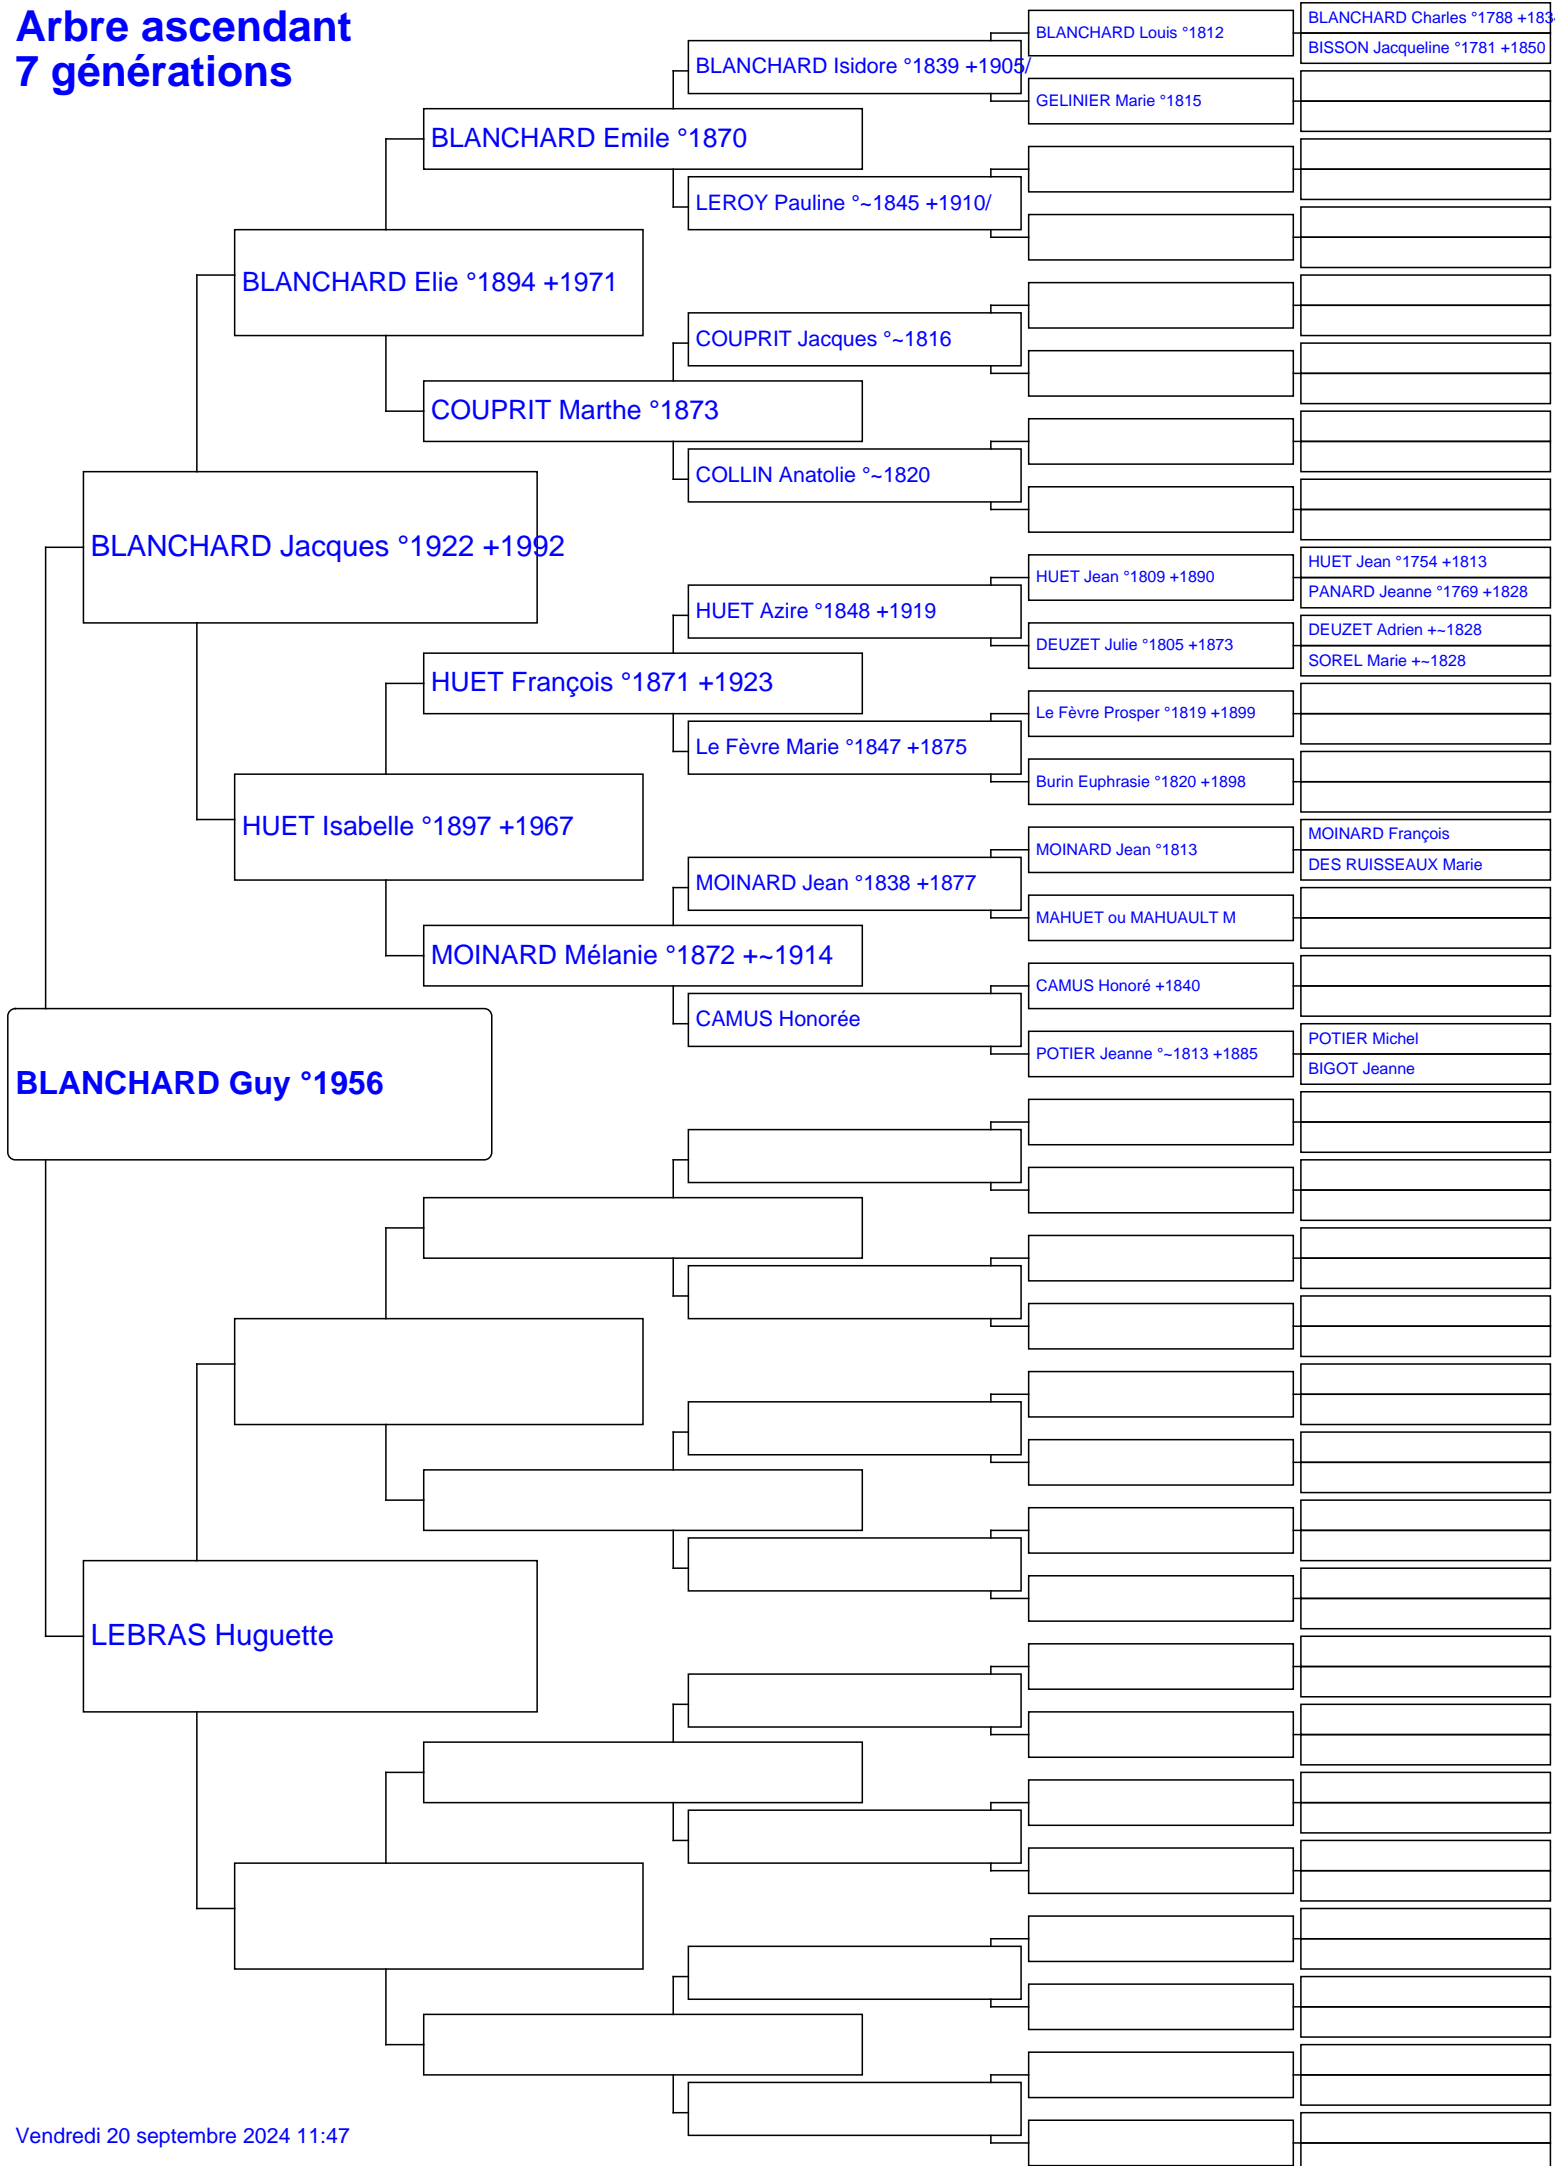 Arbre ascendant
7 générations
BLANCHARD Guy °1956
BLANCHARD Jacques °1922 +1992
LEBRAS Huguette
BLANCHARD Elie °1894 +1971
HUET Isabelle °1897 +1967
BLANCHARD Emile °1870
COUPRIT Marthe °1873
HUET François °1871 +1923
MOINARD Mélanie °1872 +~1914
BLANCHARD Isidore °1839 +1905/
LEROY Pauline °~1845 +1910/
COUPRIT Jacques °~1816
COLLIN Anatolie °~1820
HUET Azire °1848 +1919
Le Fèvre Marie °1847 +1875
MOINARD Jean °1838 +1877
CAMUS Honorée
BLANCHARD Louis °1812
GELINIER Marie °1815
HUET Jean °1809 +1890
DEUZET Julie °1805 +1873
Le Fèvre Prosper °1819 +1899
Burin Euphrasie °1820 +1898
MOINARD Jean °1813
MAHUET ou MAHUAULT M
CAMUS Honoré +1840
POTIER Jeanne °~1813 +1885
BLANCHARD Charles °1788
BISSON Jacqueline °1781 +1850
HUET Jean °1754 +1813
PANARD Jeanne °1769 +1828
DEUZET Adrien +~1828
SOREL Marie +~1828
MOINARD François
DES RUISSEAUX Marie
POTIER Michel
BIGOT Jeanne
Vendredi 20 septembre 2024 11:47